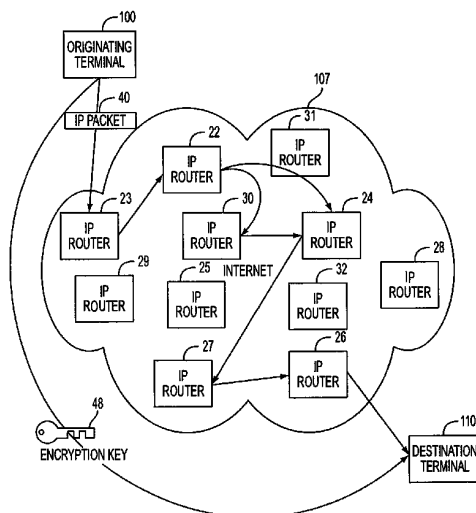 100
ORIGINATING
TERMINAL
40
IP PACKET
107
31
IP
ROUTER
22
IP
ROUTER
23
IP
ROUTER
30
IP
ROUTER
24
IP
ROUTER
29
IP
ROUTER
25
IP
ROUTER
INTERNET
32
IP
ROUTER
28
IP
ROUTER
27
IP
ROUTER
26
IP
ROUTER
48
ENCRYPTION KEY
110
DESTINATION
TERMINAL